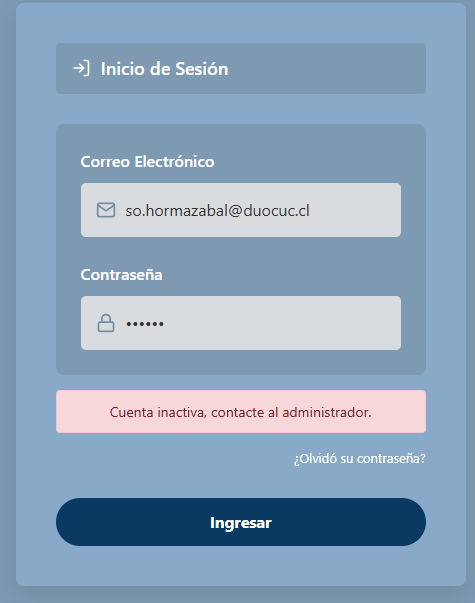 Inicio de Sesión
Correo Electrónico
so.hormazabal@duocuc.cl
Contraseña
••••••
Cuenta inactiva, contacte al administrador.
¿Olvidó su contraseña?
Ingresar